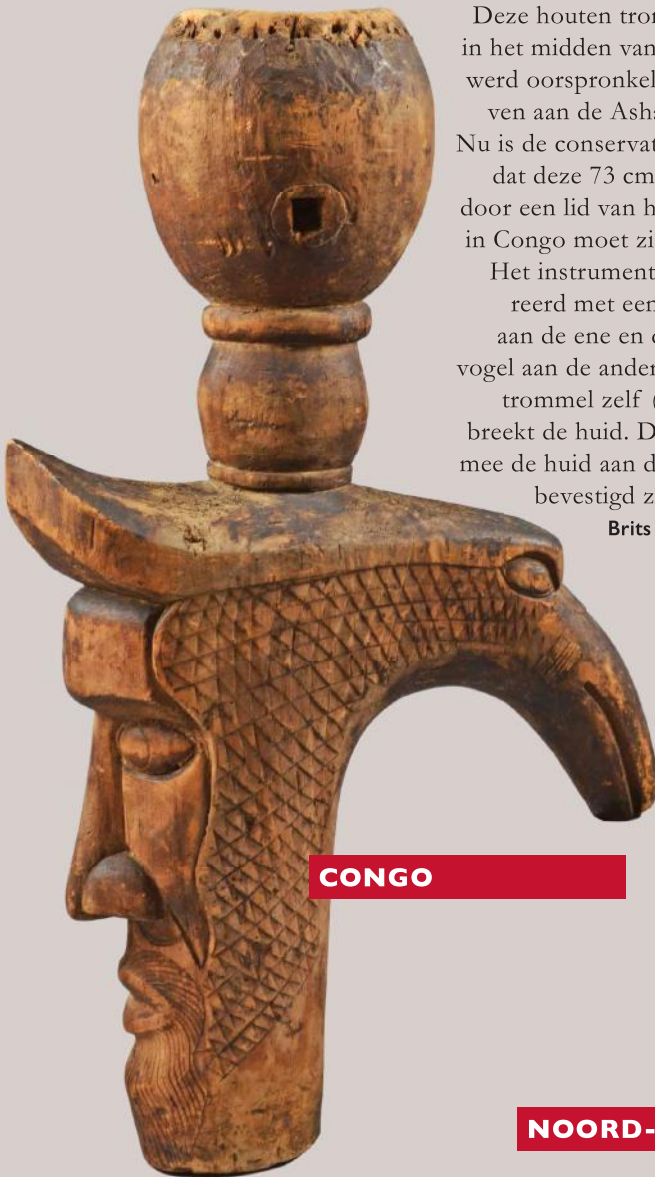 Deze houten tron
in het midden van
werd oorspronkel
ven aan de Ash
Nu is de conservat
dat deze 73 cm
door een lid van h
in Congo moet zi
Het instrument
reerd met een
aan de ene en
vogel aan de ander
trommel zelf
breekt de huid. D
mee de huid aan d
bevestigd z
Brits
CONGO
NOORD-